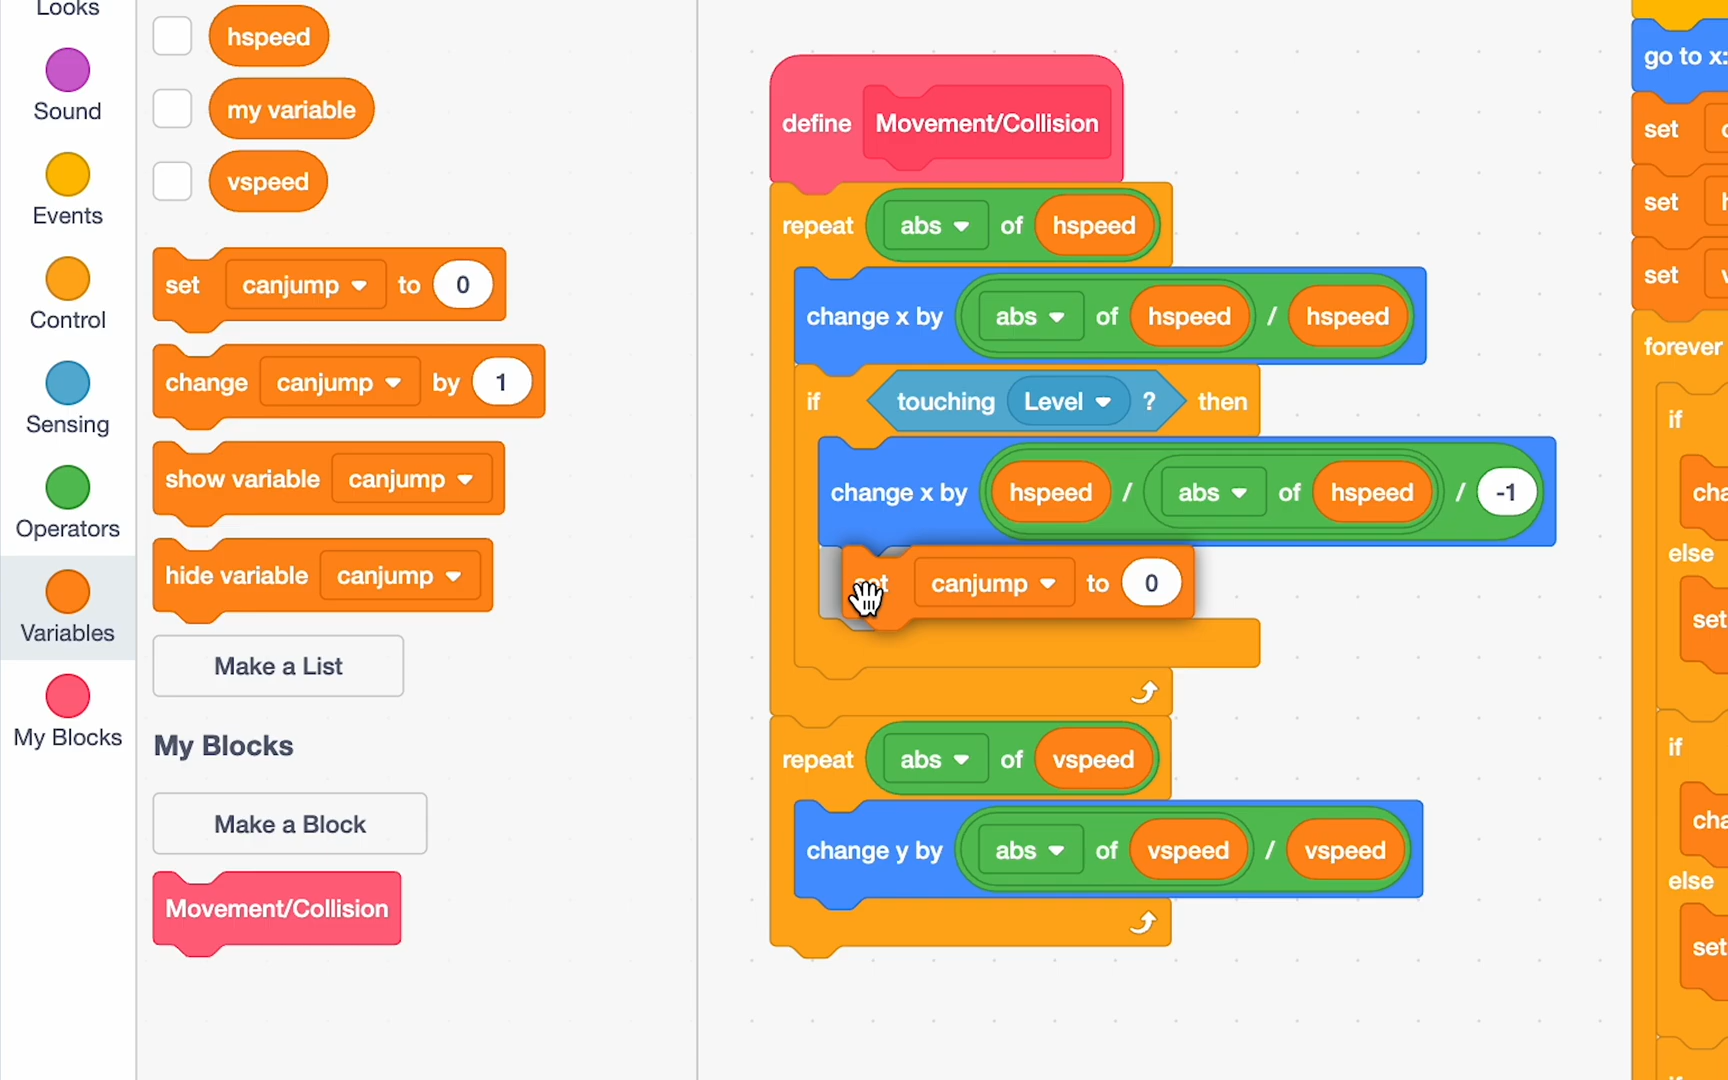 Looks
Sound
Events
Control
Sensing
Operators
Variables
My Blocks
hspeed
my variable
vspeed
set canjump to 0
change canjump by 1
show variable canjump
hide variable canjump
Make a List
My Blocks
Make a Block
Movement/Collision
define Movement/Collision
repeat abs of hspeed
change x by abs of hspeed / hspeed
if touching Level ? then
change x by hspeed / abs of hspeed / -1
set canjump to 0
repeat abs of vspeed
change y by abs of vspeed / vspeed
go to x:
set
set
set
forever
if
else
set
if
else
set